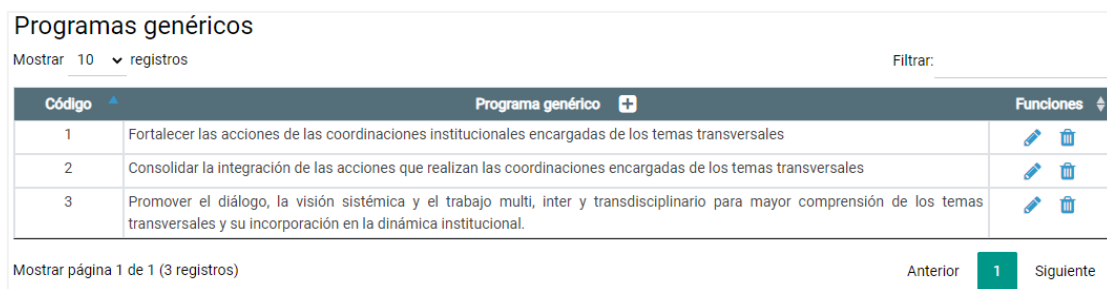 Programas genéricos
Mostrar 10 registros Filtrar:
Código Programa genérico Funciones
1 Fortalecer las acciones de las coordinaciones institucionales encargadas de los temas transversales
2 Consolidar la integración de las acciones que realizan las coordinaciones encargadas de los temas transversales
3 Promover el diálogo, la visión sistémica y el trabajo multi, inter y transdisciplinario para mayor comprensión de los temas
transversales y su incorporación en la dinámica institucional.
Mostrar página 1 de 1 (3 registros) Anterior 1 Siguiente